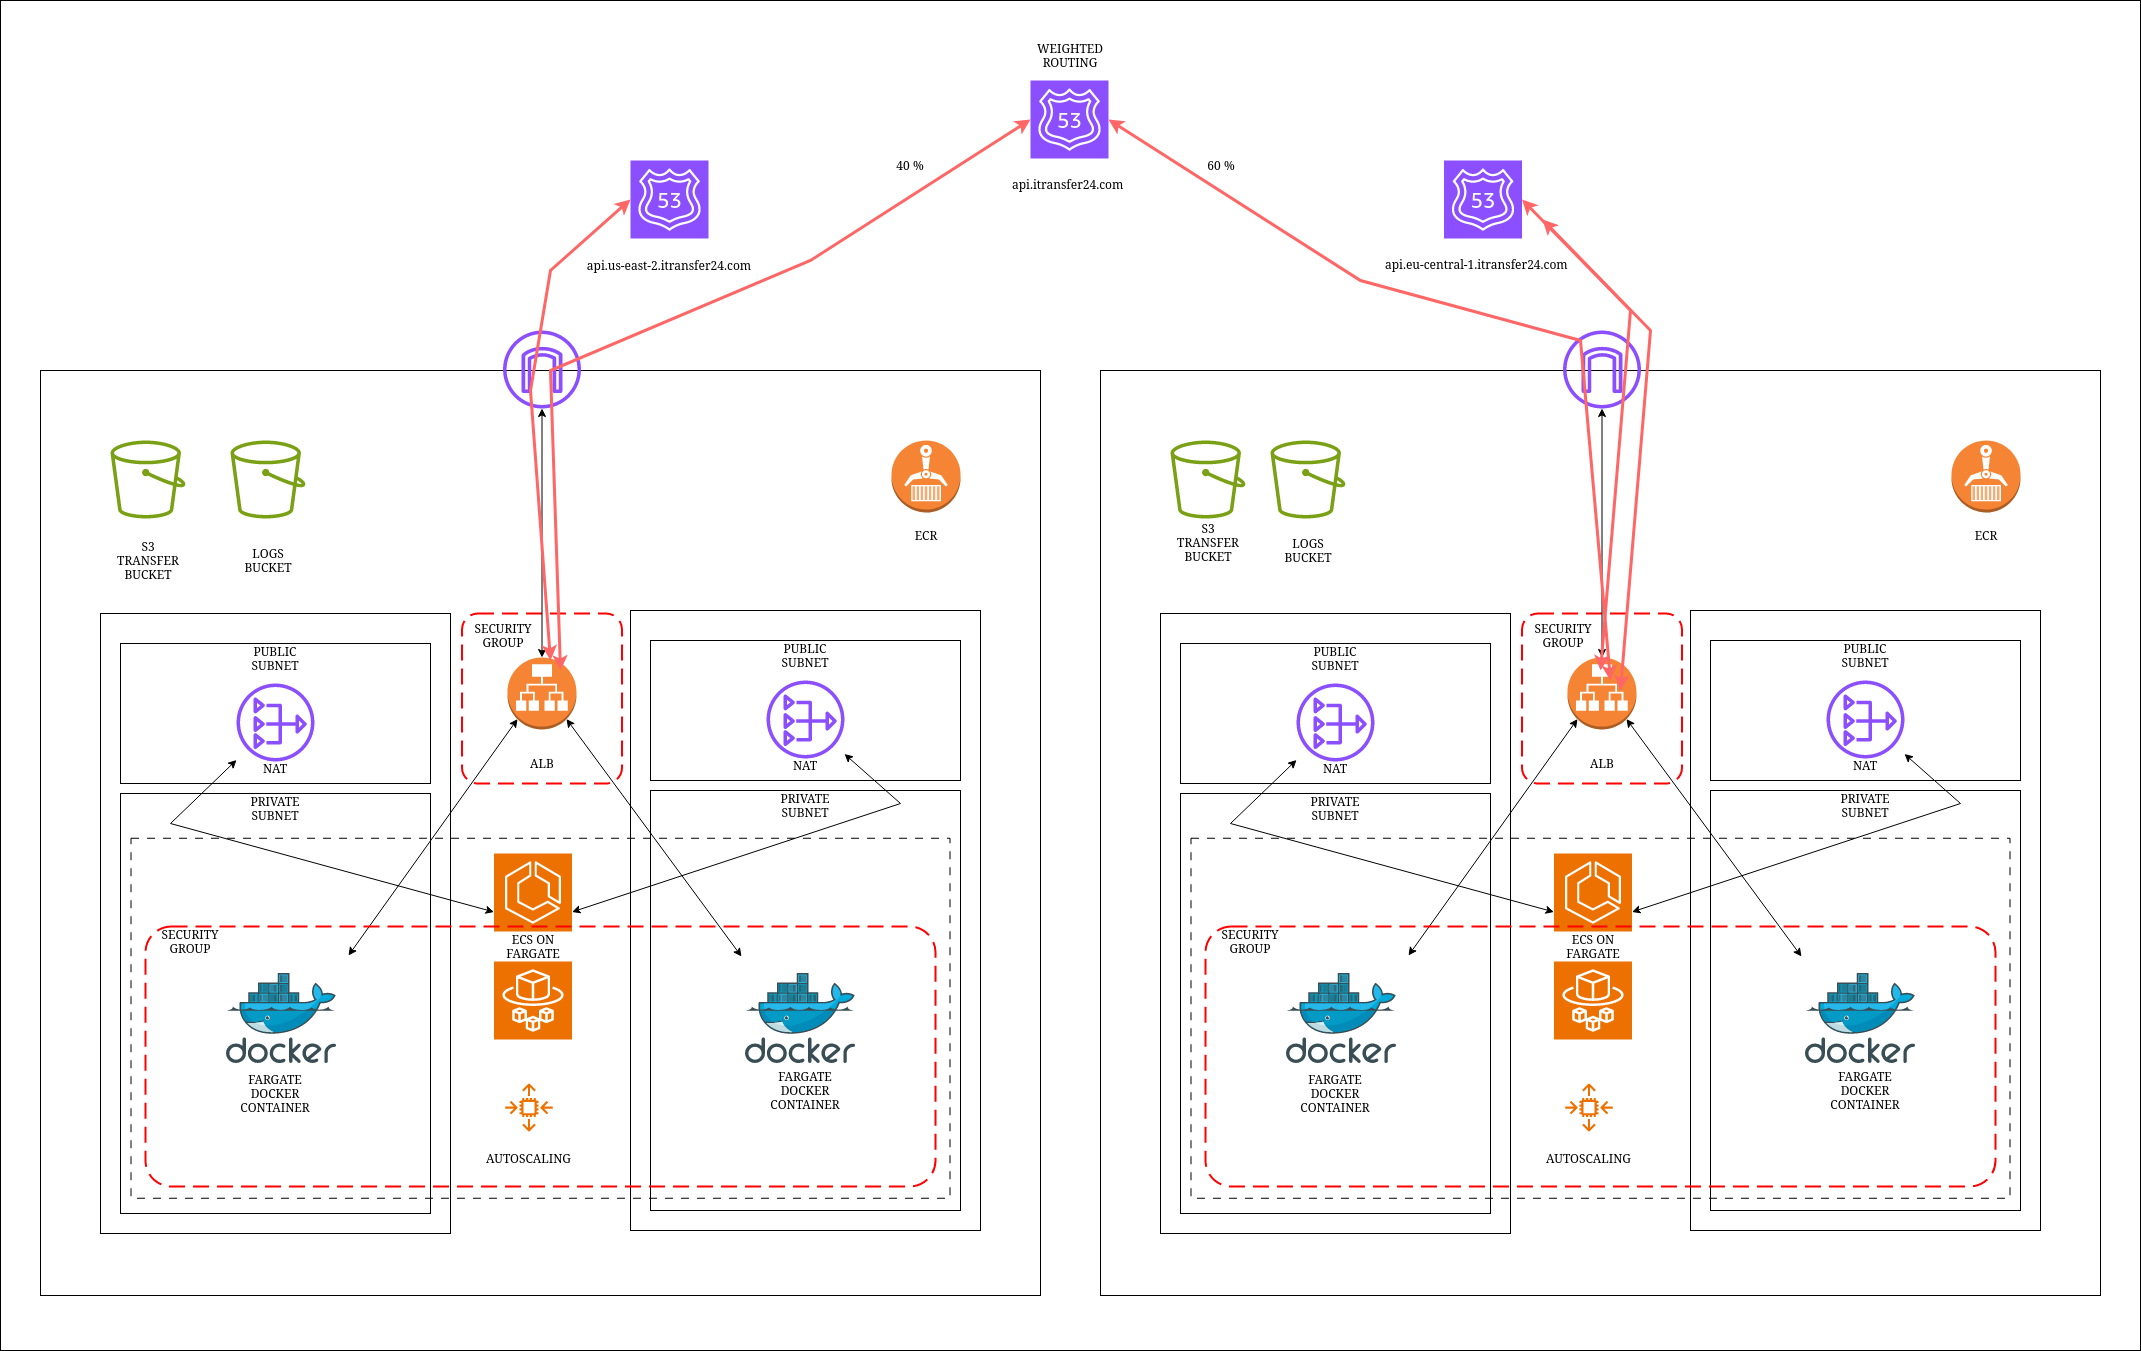 WEIGHTED
ROUTING
53
40 %
60 %
api.itransfer24.com
53
53
api.us-east-2.itransfer24.com
api.eu-central-1.itransfer24.com
S3
TRANSFER
BUCKET
LOGS
BUCKET
ECR
SECURITY
GROUP
PUBLIC
SUBNET
PUBLIC
SUBNET
NAT
ALB
NAT
PRIVATE
SUBNET
PRIVATE
SUBNET
SECURITY
GROUP
ECS ON
FARGATE
docker
docker
FARGATE
DOCKER
CONTAINER
FARGATE
DOCKER
CONTAINER
AUTOSCALING
S3
TRANSFER
BUCKET
LOGS
BUCKET
ECR
SECURITY
GROUP
PUBLIC
SUBNET
PUBLIC
SUBNET
NAT
ALB
NAT
PRIVATE
SUBNET
PRIVATE
SUBNET
SECURITY
GROUP
ECS ON
FARGATE
docker
docker
FARGATE
DOCKER
CONTAINER
FARGATE
DOCKER
CONTAINER
AUTOSCALING